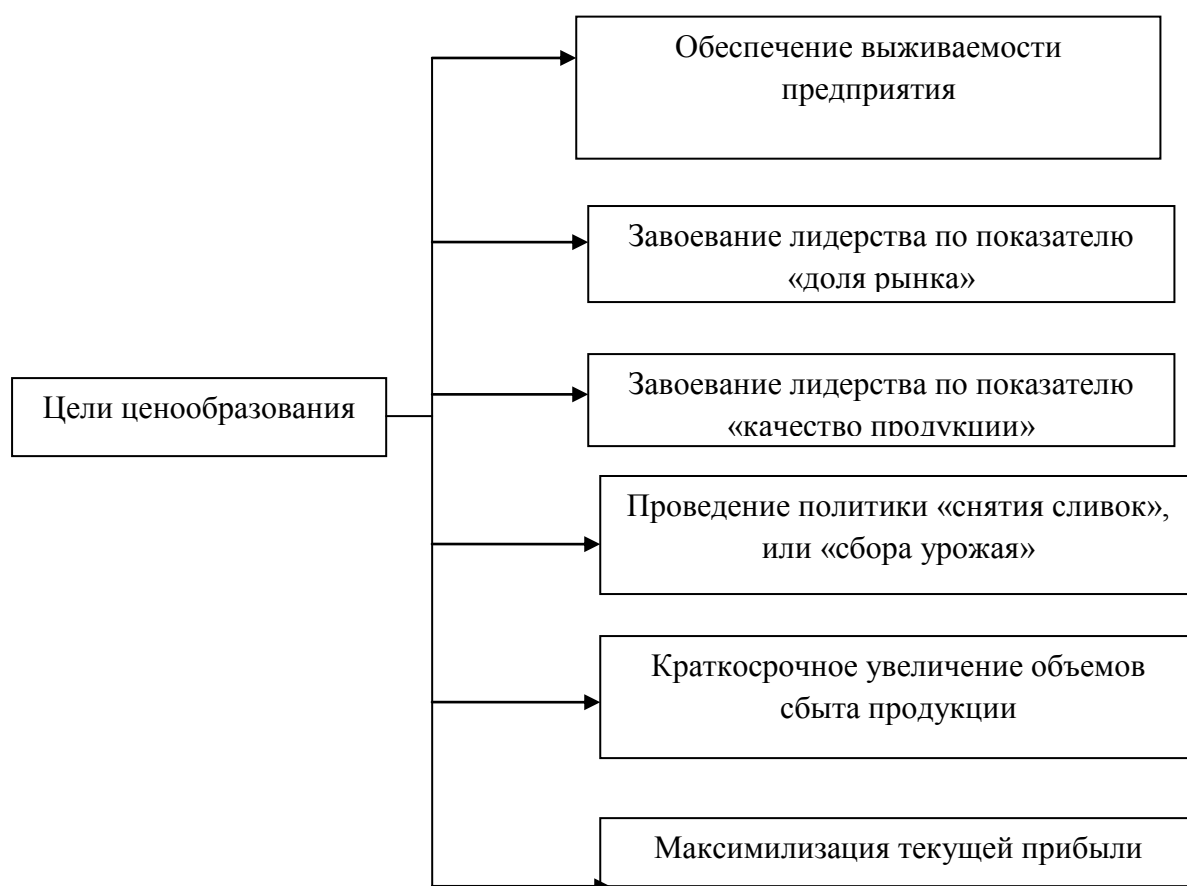 Обеспечение выживаемости
предприятия
Завоевание лидерства по показателю
«доля рынка»
Завоевание лидерства по показателю
«качество продукции»
Цели ценообразования
Проведение политики «снятия сливок»,
или «сбора урожая»
Краткосрочное увеличение объемов
сбыта продукции
Максимилизация текущей прибыли